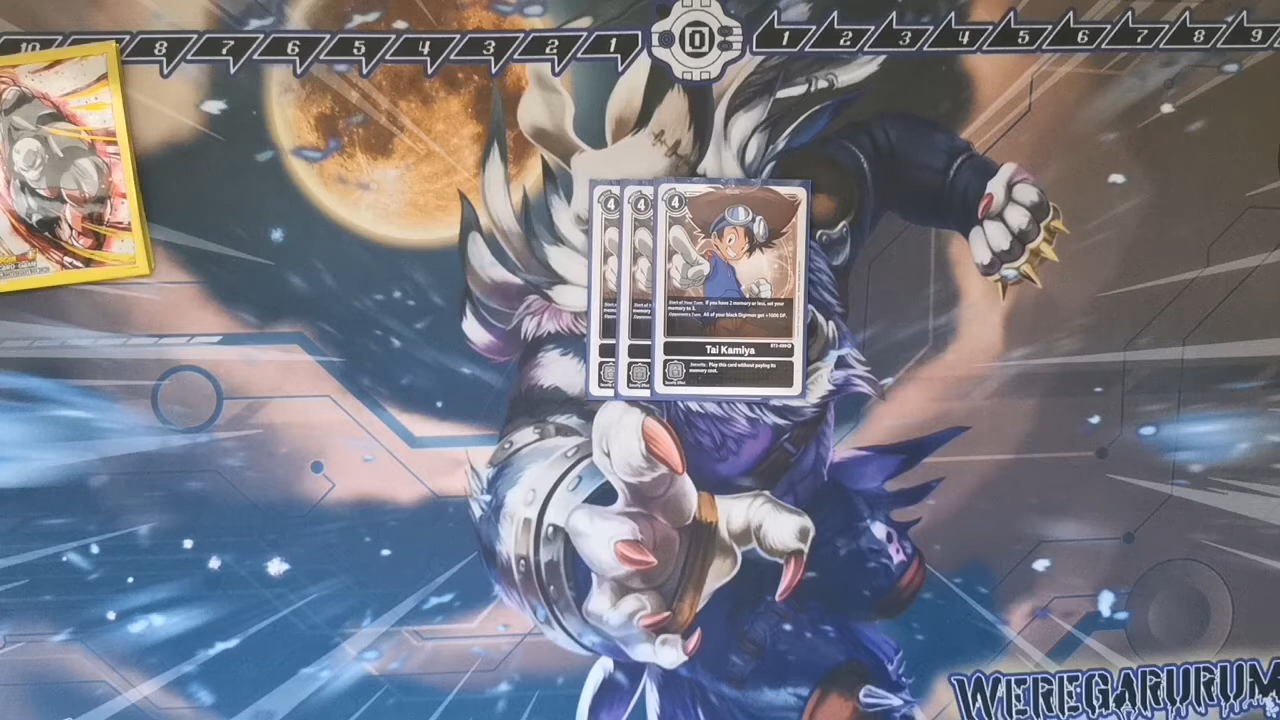 10 8 7 6 5 4 3 2 1 0 1 2 3 4 5 6 7 8 9
4 4 4
Start of Your Turn If you have 2 memory or less, set your
memory to 3.
Opponent's Turn All of your black Digimon get +1000 DP.
Tai Kamiya
Security Play this card without paying its
memory cost.
Security Effect
WEREGARURUM